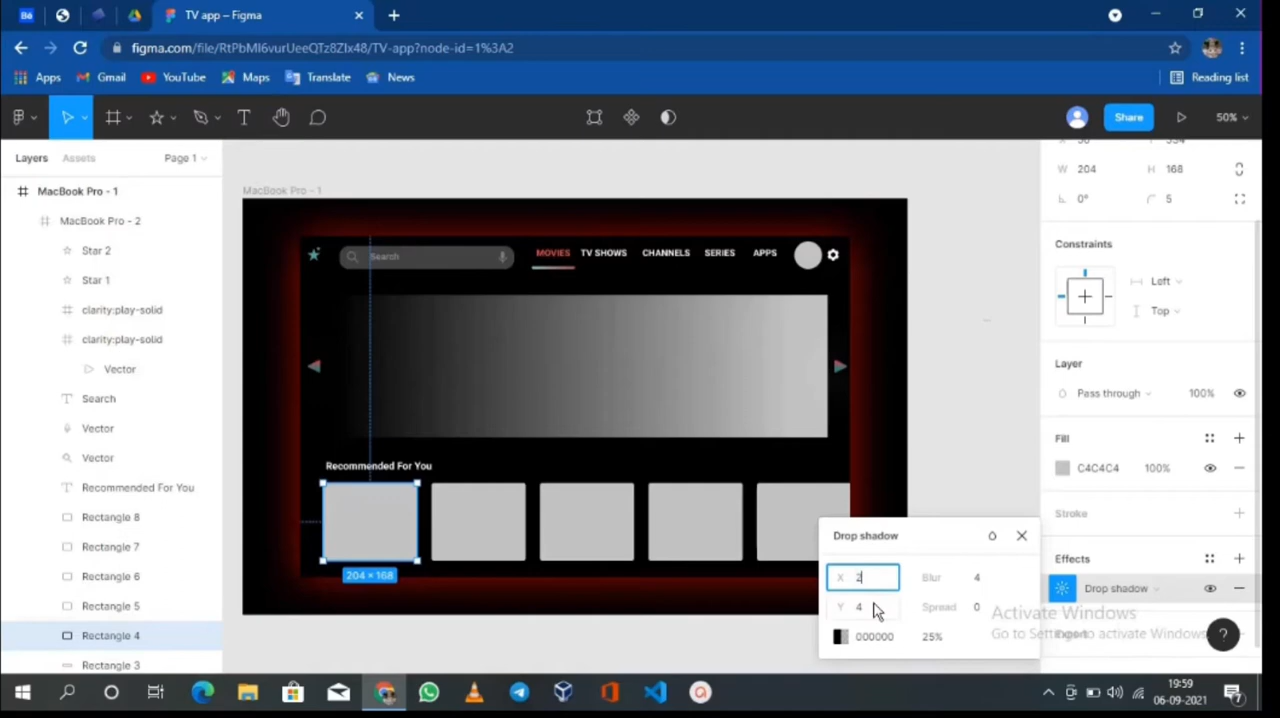 Bē
TV app – Figma
figma.com/file/RtPbMl6vurUeeQTz8Zlx48/TV-app?node-id=1%3A2
Apps
Gmail
YouTube
Maps
Translate
News
Reading list
T
Share
50%
Layers
Assets
Page 1
MacBook Pro - 1
MacBook Pro - 2
Star 2
Star 1
clarity:play-solid
clarity:play-solid
Vector
Search
Vector
Vector
Recommended For You
Rectangle 8
Rectangle 7
Rectangle 6
Rectangle 5
Rectangle 4
Rectangle 3
MacBook Pro - 1
Search
MOVIES
TV SHOWS
CHANNELS
SERIES
APPS
Recommended For You
204 × 168
Drop shadow
X 2
Blur 4
Y 4
Spread 0
000000
25%
W 204
H 168
0°
5
Constraints
Left
Top
Layer
Pass through
100%
Fill
C4C4C4
100%
Stroke
Effects
Drop shadow
Activate Windows
Go to Settings to activate Windows.
?
19:59
06-09-2021
7